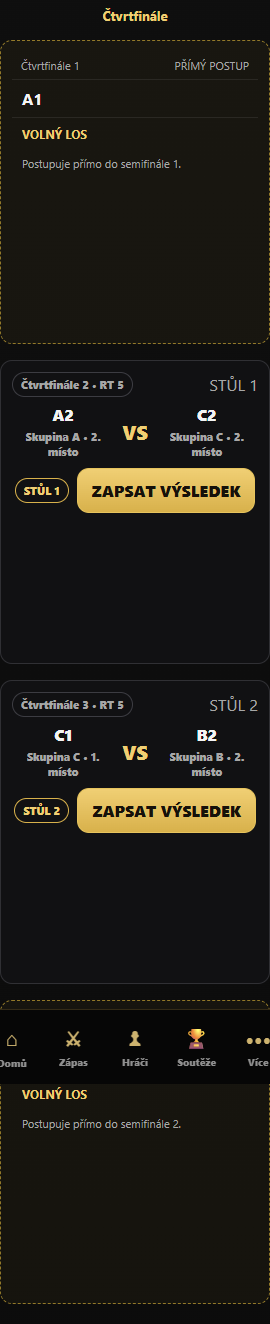 Čtvrtfinále
Čtvrtfinále 1 PŘÍMÝ POSTUP
A1
VOLNÝ LOS
Postupuje přímo do semifinále 1.
Čtvrtfinále 2 • RT 5 STŮL 1
A2 VS C2
Skupina A • 2. místo
Skupina C • 2. místo
STŮL 1 ZAPSAT VÝSLEDEK
Čtvrtfinále 3 • RT 5 STŮL 2
C1 VS B2
Skupina C • 1. místo
Skupina B • 2. místo
STŮL 2 ZAPSAT VÝSLEDEK
Domů Zápas Hráči Soutěže Více
VOLNÝ LOS
Postupuje přímo do semifinále 2.